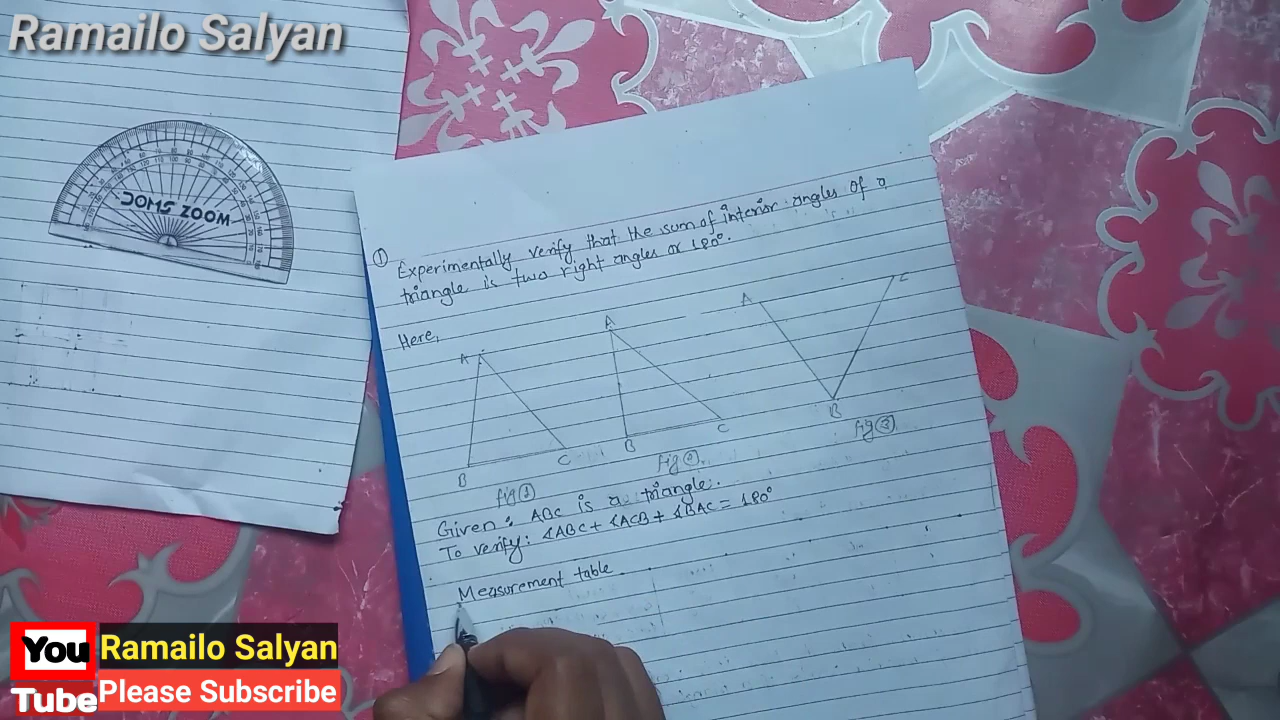 Ramailo Salyan
DOMS ZOOM
① Experimentally verify that the sum of interior angles of a
triangle is two right angles or 180°.
Here,
A
B
C
fig ①
A
B
C
fig ②
A
B
C
fig ③
Given: ABC is a triangle.
To verify: ∡ABC + ∡ACB + ∡BAC = 180°
Measurement table
You
Tube
Ramailo Salyan
Please Subscribe